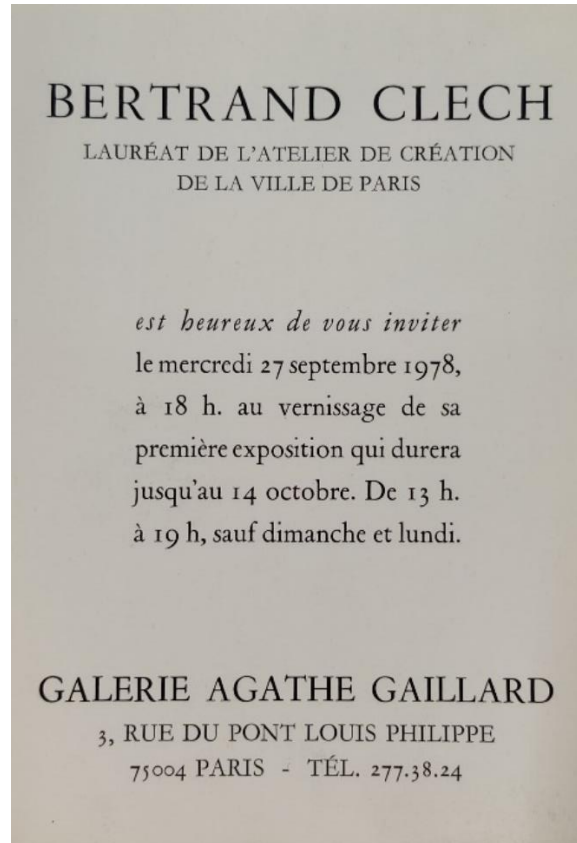 BERTRAND CLECH
LAURÉAT DE L'ATELIER DE CRÉATION
DE LA VILLE DE PARIS
est heureux de vous inviter
le mercredi 27 septembre 1978,
à 18 h. au vernissage de sa
première exposition qui durera
jusqu'au 14 octobre. De 13 h.
à 19 h, sauf dimanche et lundi.
GALERIE AGATHE GAILLARD
3, RUE DU PONT LOUIS PHILIPPE
75004 PARIS - TÉL. 277.38.24